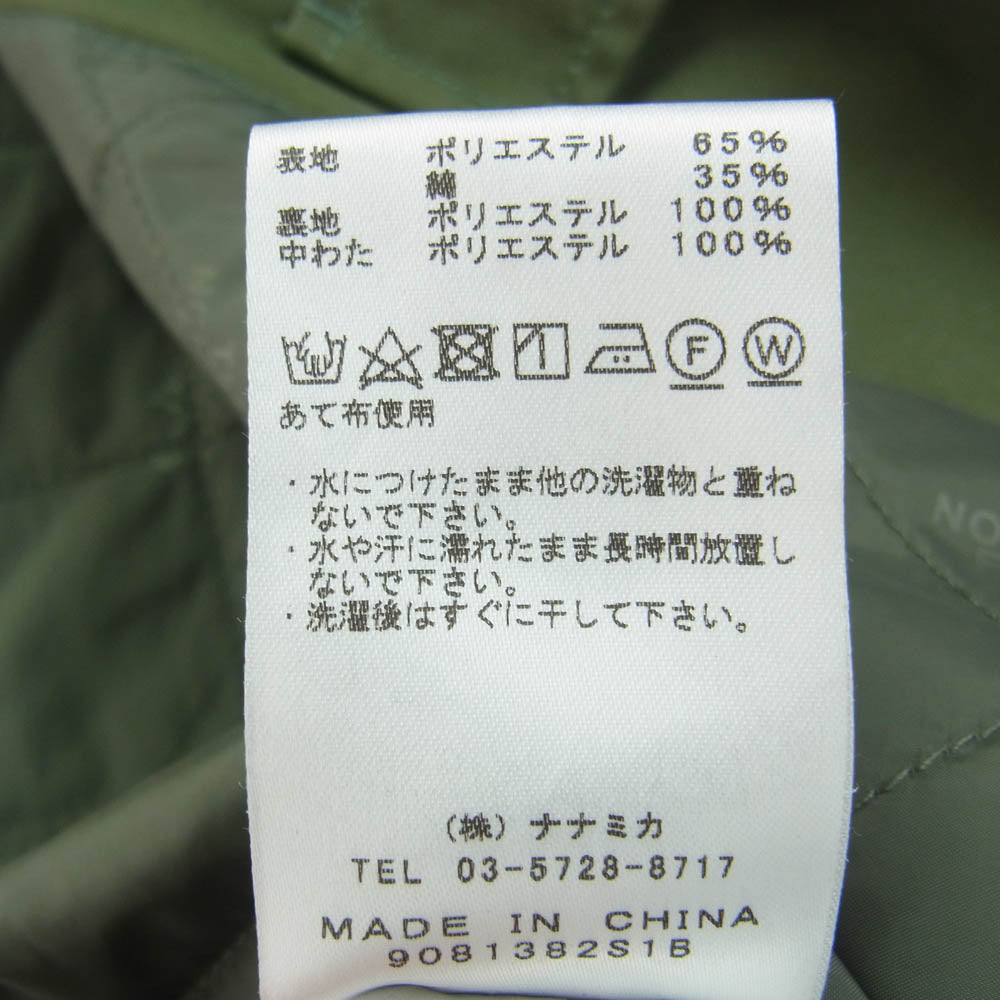 表地 ポリエステル 65%
綿 35%
裏地 ポリエステル 100%
中わた ポリエステル 100%
F W
あて布使用
・水につけたまま他の洗濯物と重ね
ないで下さい。
・水や汗に濡れたまま長時間放置し
ないで下さい。
・洗濯後はすぐに干して下さい。
NO
(株) ナナミカ
TEL 03-5728-8717
MADE IN CHINA
9081382S1B